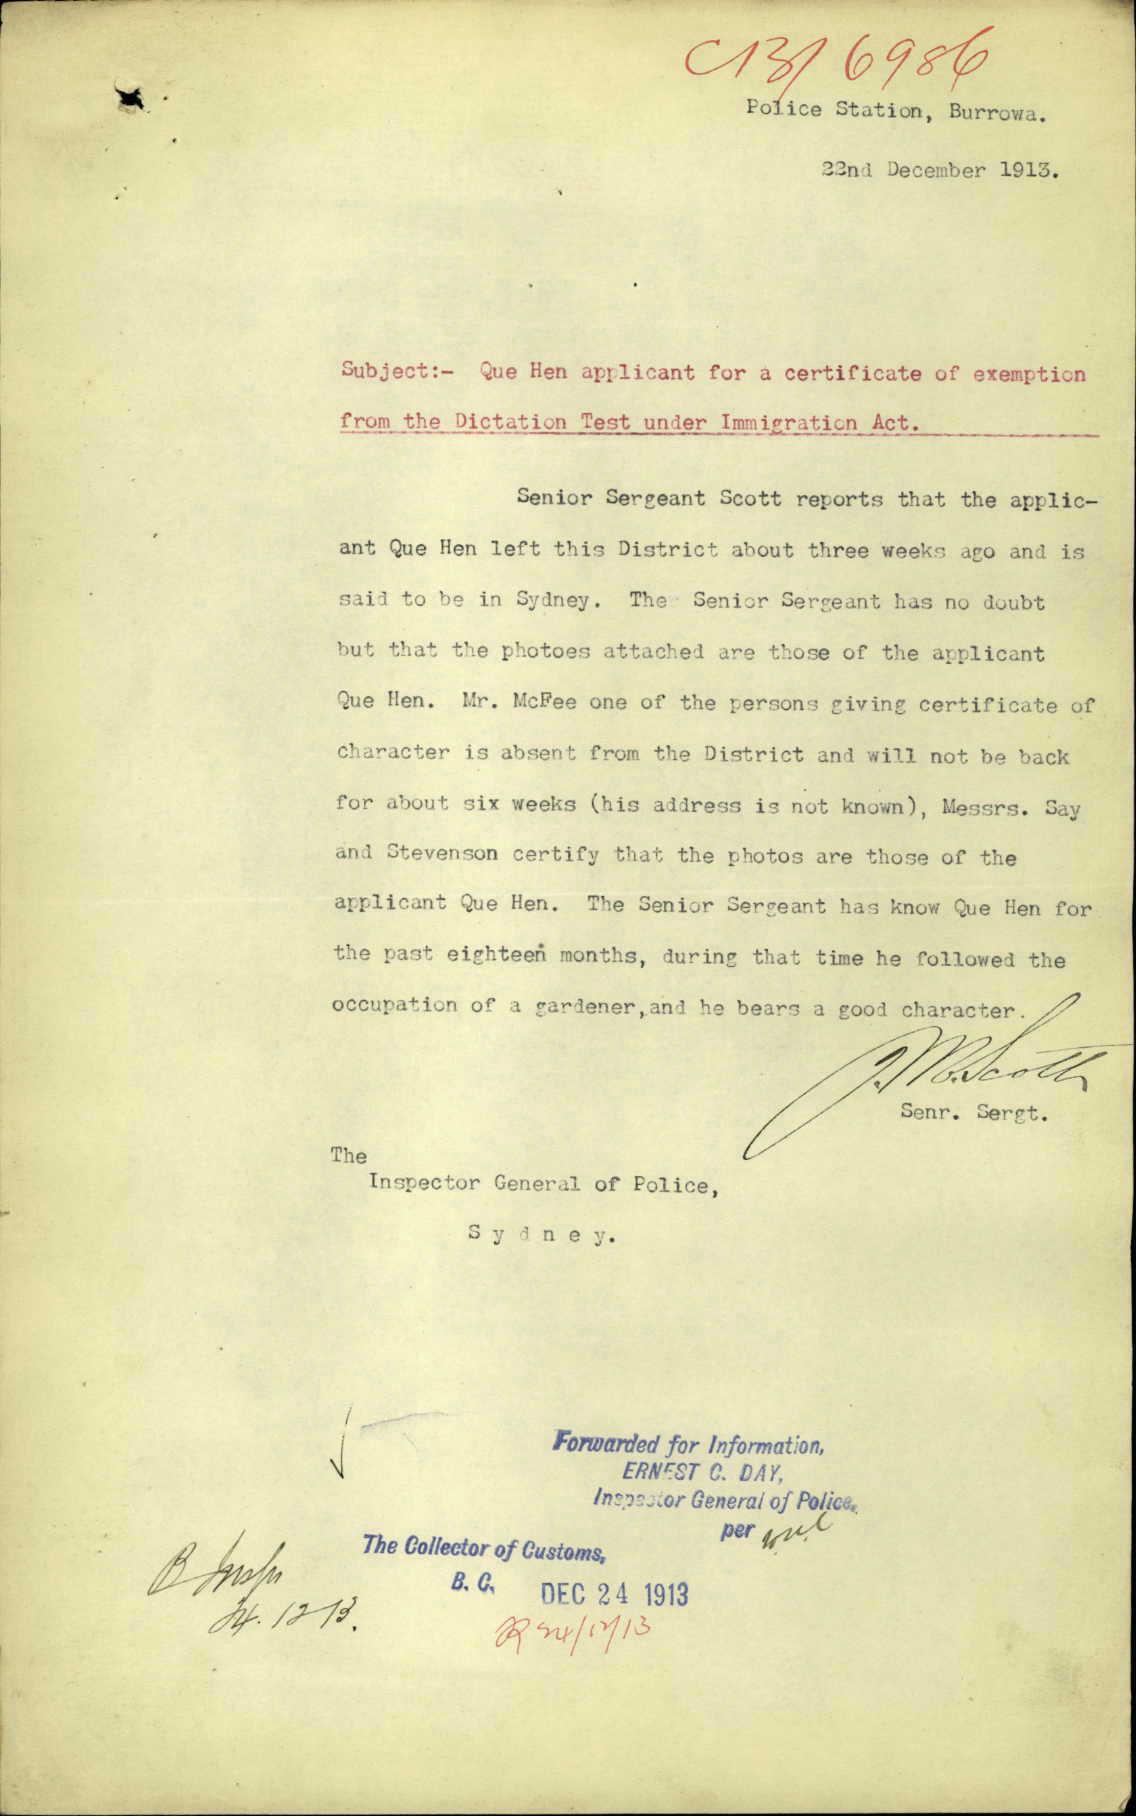 C13/6986
Police Station, Burrowa.
22nd December 1913.
Subject:- Que Hen applicant for a certificate of exemption
from the Dictation Test under Immigration Act.
Senior Sergeant Scott reports that the applic-
ant Que Hen left this District about three weeks ago and is
said to be in Sydney. The Senior Sergeant has no doubt
but that the photoes attached are those of the applicant
Que Hen. Mr. McFee one of the persons giving certificate of
character is absent from the District and will not be back
for about six weeks (his address is not known), Messrs. Say
and Stevenson certify that the photos are those of the
applicant Que Hen. The Senior Sergeant has know Que Hen for
the past eighteen months, during that time he followed the
occupation of a gardener, and he bears a good character.
J. M. Scott
Senr. Sergt.
The
Inspector General of Police,
Sydney.
Forwarded for Information,
ERNEST C. DAY,
Inspector General of Police.
per
The Collector of Customs,
B. C.
DEC 24 1913
24.12.13.
R 24/12/13